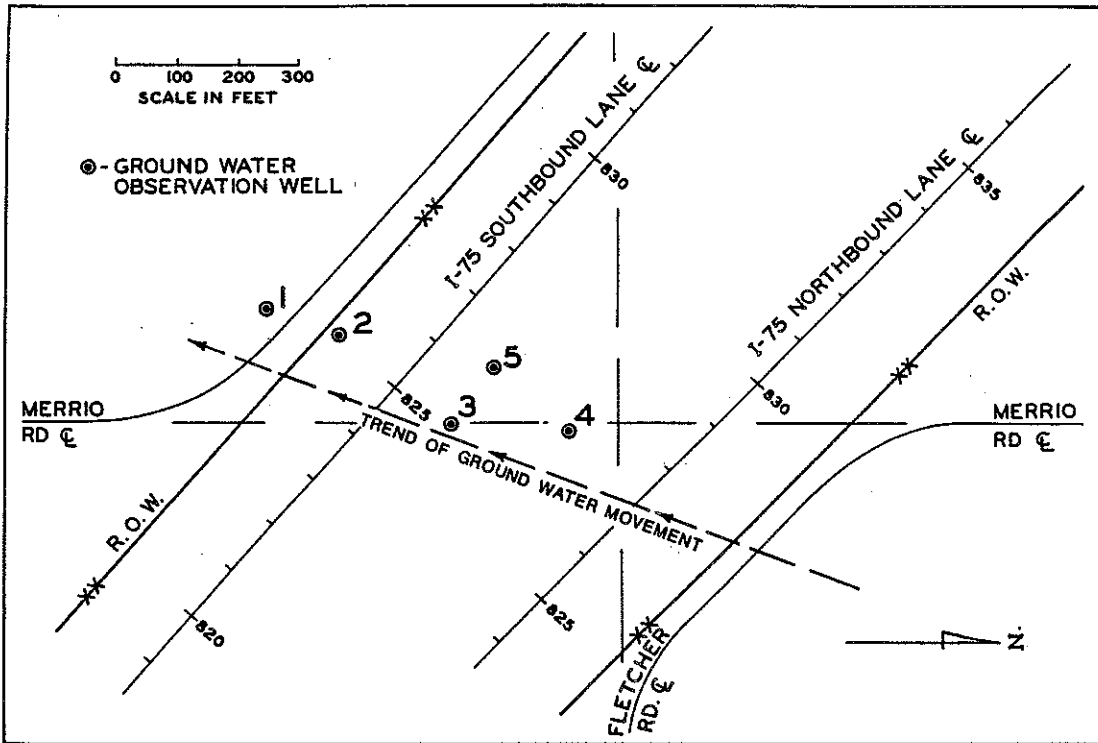 0 100 200 300
SCALE IN FEET
- GROUND WATER
OBSERVATION WELL
I-75 SOUTHBOUND LANE ℄
830
I-75 NORTHBOUND LANE ℄
835
R.O.W.
1
2
5
825
3
4
830
MERRIO
RD ℄
MERRIO
RD ℄
TREND OF GROUND WATER MOVEMENT
R.O.W.
820
825
FLETCHER
RD. ℄
N.